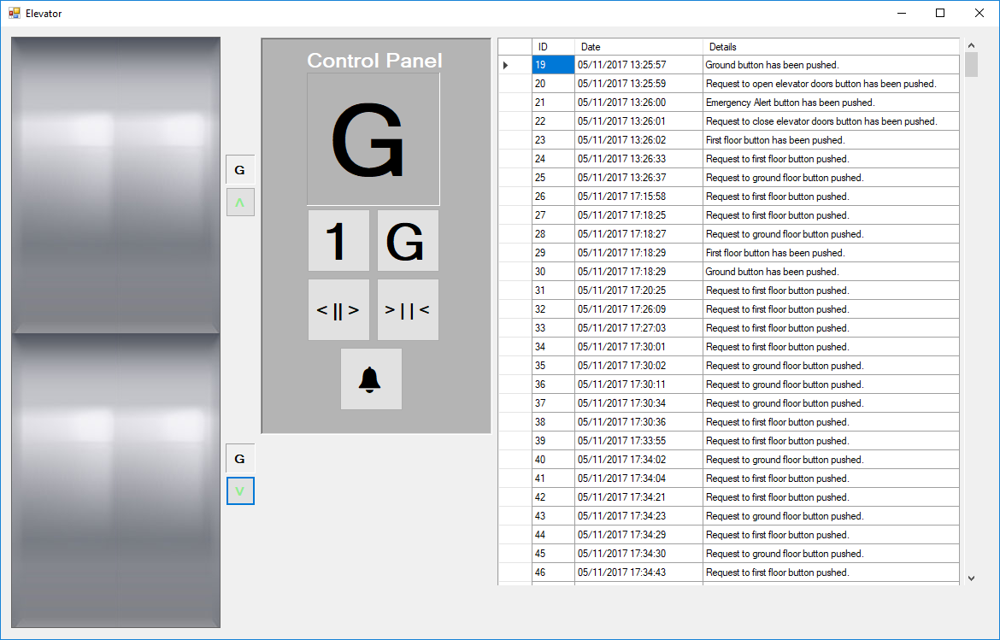 Elevator
G
˄
G
˅
Control Panel
G
1 G
< || > > | | <
ID Date Details
19 05/11/2017 13:25:57 Ground button has been pushed.
20 05/11/2017 13:25:59 Request to open elevator doors button has been pushed.
21 05/11/2017 13:26:00 Emergency Alert button has been pushed.
22 05/11/2017 13:26:01 Request to close elevator doors button has been pushed.
23 05/11/2017 13:26:02 First floor button has been pushed.
24 05/11/2017 13:26:33 Request to first floor button pushed.
25 05/11/2017 13:26:37 Request to ground floor button pushed.
26 05/11/2017 17:15:58 Request to first floor button pushed.
27 05/11/2017 17:18:25 Request to first floor button pushed.
28 05/11/2017 17:18:27 Request to ground floor button pushed.
29 05/11/2017 17:18:29 First floor button has been pushed.
30 05/11/2017 17:18:29 Ground button has been pushed.
31 05/11/2017 17:20:25 Request to first floor button pushed.
32 05/11/2017 17:26:09 Request to first floor button pushed.
33 05/11/2017 17:27:03 Request to first floor button pushed.
34 05/11/2017 17:30:01 Request to first floor button pushed.
35 05/11/2017 17:30:02 Request to ground floor button pushed.
36 05/11/2017 17:30:11 Request to ground floor button pushed.
37 05/11/2017 17:30:34 Request to ground floor button pushed.
38 05/11/2017 17:30:36 Request to first floor button pushed.
39 05/11/2017 17:33:55 Request to first floor button pushed.
40 05/11/2017 17:34:02 Request to ground floor button pushed.
41 05/11/2017 17:34:04 Request to first floor button pushed.
42 05/11/2017 17:34:21 Request to first floor button pushed.
43 05/11/2017 17:34:23 Request to ground floor button pushed.
44 05/11/2017 17:34:29 Request to first floor button pushed.
45 05/11/2017 17:34:30 Request to ground floor button pushed.
46 05/11/2017 17:34:43 Request to first floor button pushed.